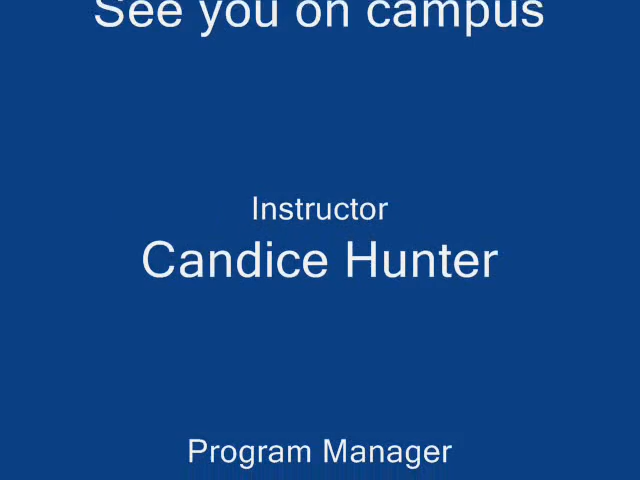 See you on campus
Instructor
Candice Hunter
Program Manager